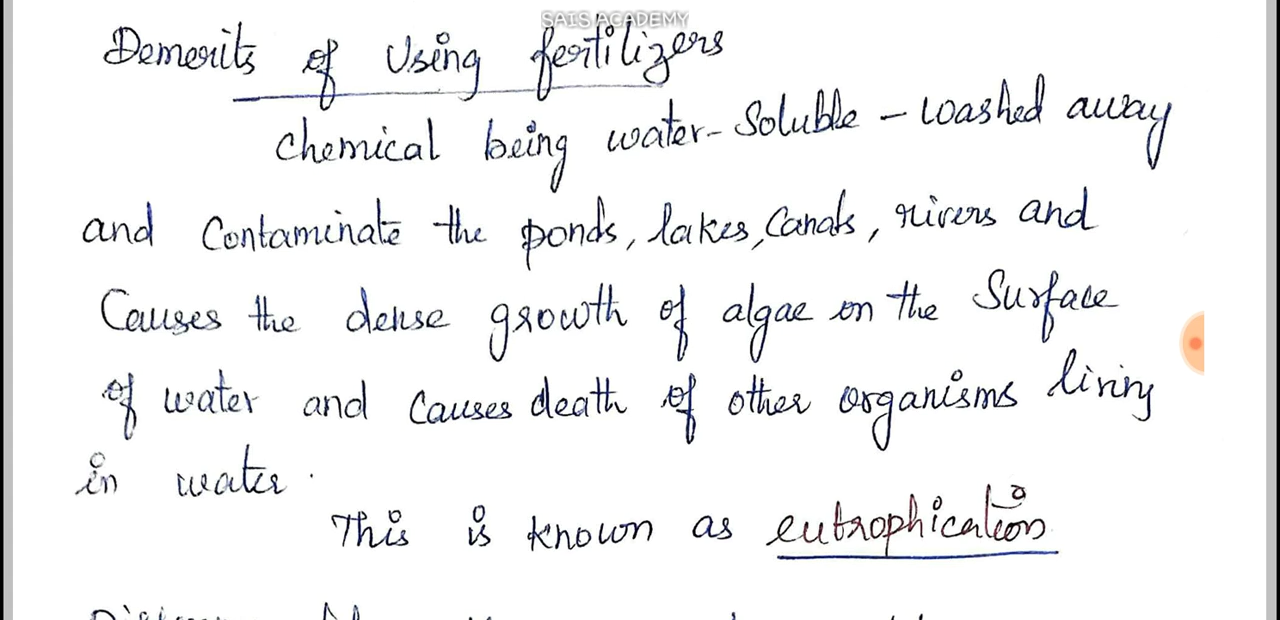 SAIS ACADEMY
Demerits of Using fertilizers
chemical being water-Soluble - washed away
and Contaminate the ponds, lakes, Canals, rivers and
Causes the dense growth of algae on the Surface
of water and causes death of other organisms living
in water.
This is known as eutrophication